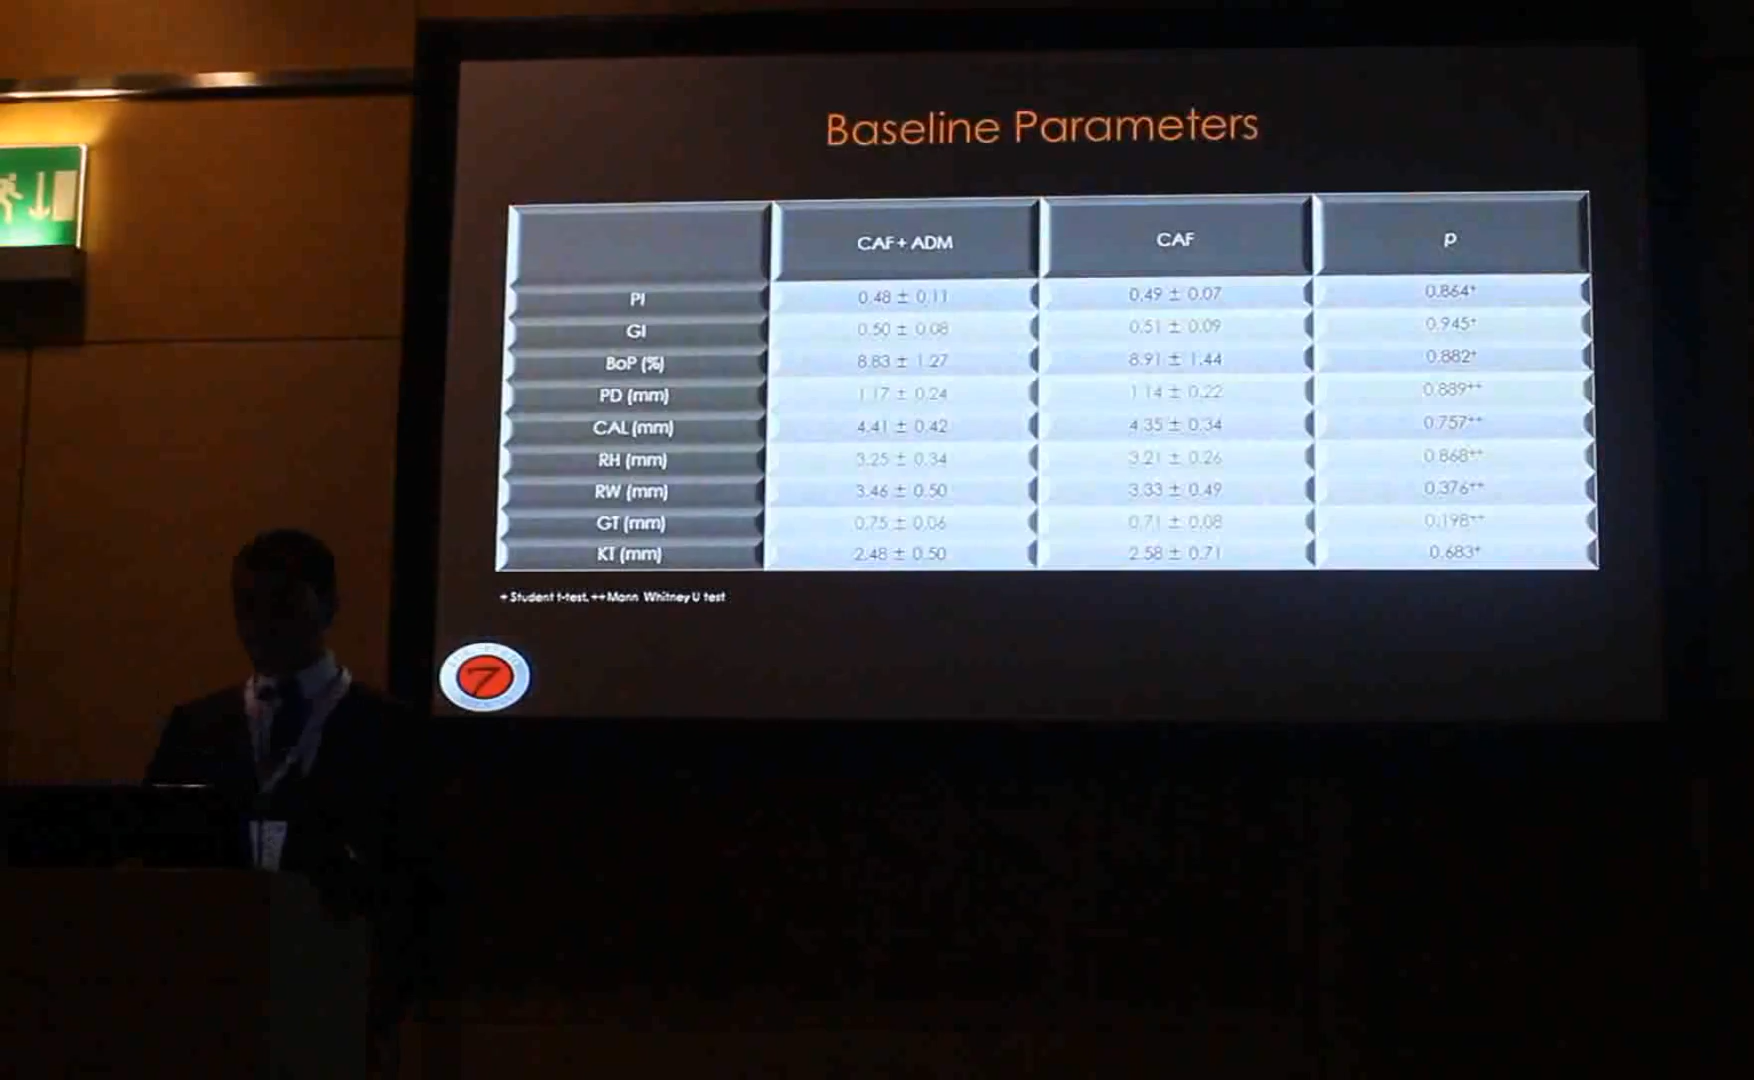 Baseline Parameters
CAF + ADM CAF p
PI 0.48 ± 0.11 0.49 ± 0.07 0.864+
GI 0.50 ± 0.08 0.51 ± 0.09 0.945+
BoP (%) 8.83 ± 1.27 8.91 ± 1.44 0.882+
PD (mm) 1.17 ± 0.24 1.14 ± 0.22 0.889++
CAL (mm) 4.41 ± 0.42 4.35 ± 0.34 0.757++
RH (mm) 3.25 ± 0.34 3.21 ± 0.26 0.868++
RW (mm) 3.46 ± 0.50 3.33 ± 0.49 0.376++
GT (mm) 0.75 ± 0.06 0.71 ± 0.08 0.198++
KT (mm) 2.48 ± 0.50 2.58 ± 0.71 0.683+
+ Student t-test, ++ Mann Whitney U test
7